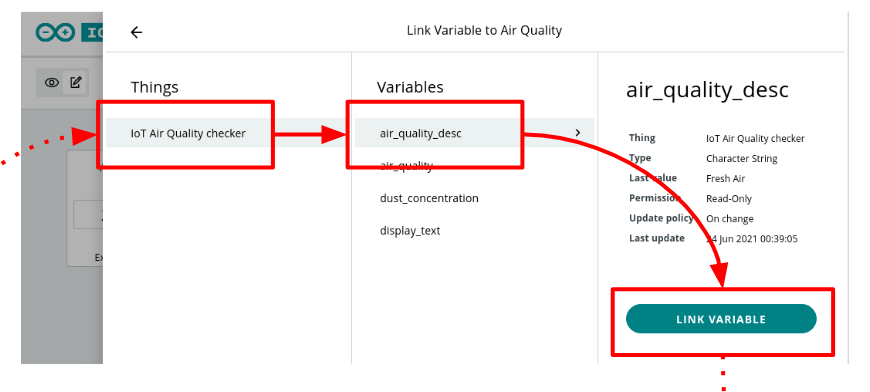 Link Variable to Air Quality
Things
IoT Air Quality checker
Variables
air_quality_desc
air_quality
dust_concentration
display_text
air_quality_desc
Thing IoT Air Quality checker
Type Character String
Last value Fresh Air
Permission Read-Only
Update policy On change
Last update 24 Jun 2021 00:39:05
LINK VARIABLE